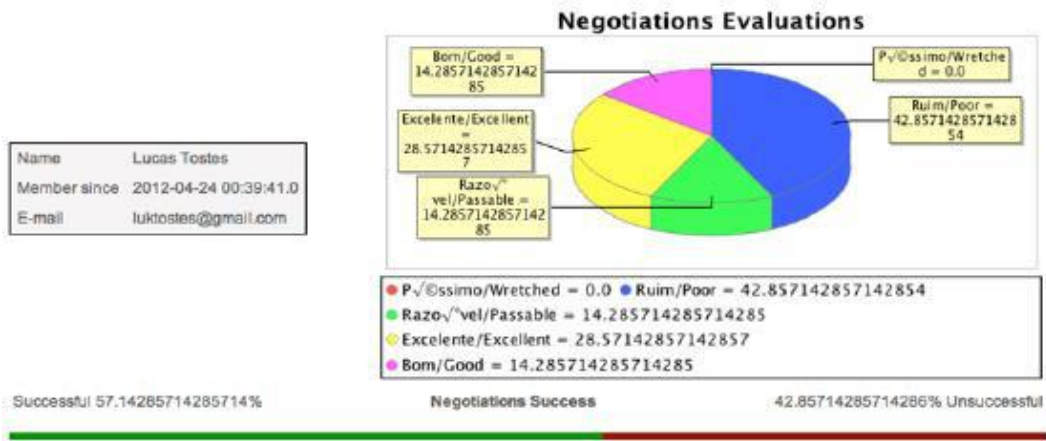 Negotiations Evaluations
Bom/Good =
14.2857142857142
85
P√©ssimo/Wretche
d = 0.0
Ruim/Poor =
42.8571428571428
54
Excelente/Excellent
=
28.5714285714285
7
Razo√°
vel/Passable =
14.2857142857142
85
Name Lucas Tostes
Member since 2012-04-24 00:39:41.0
E-mail luktostes@gmail.com
P√©ssimo/Wretched = 0.0 Ruim/Poor = 42.857142857142854
Razo√°vel/Passable = 14.285714285714285
Excelente/Excellent = 28.57142857142857
Bom/Good = 14.285714285714285
Successful 57.14285714285714% Negotiations Success 42.85714285714286% Unsuccessful